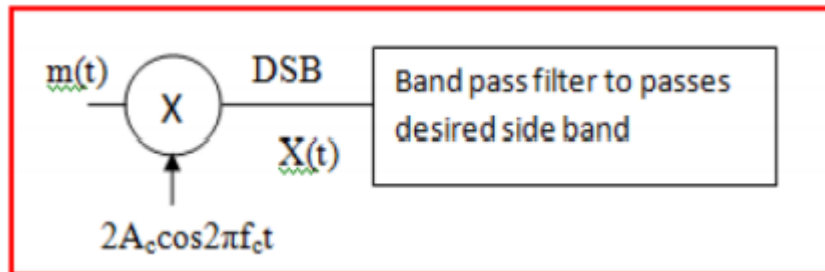 m(t)
X
DSB
X(t)
2Accos2πfct
Band pass filter to passes
desired side band